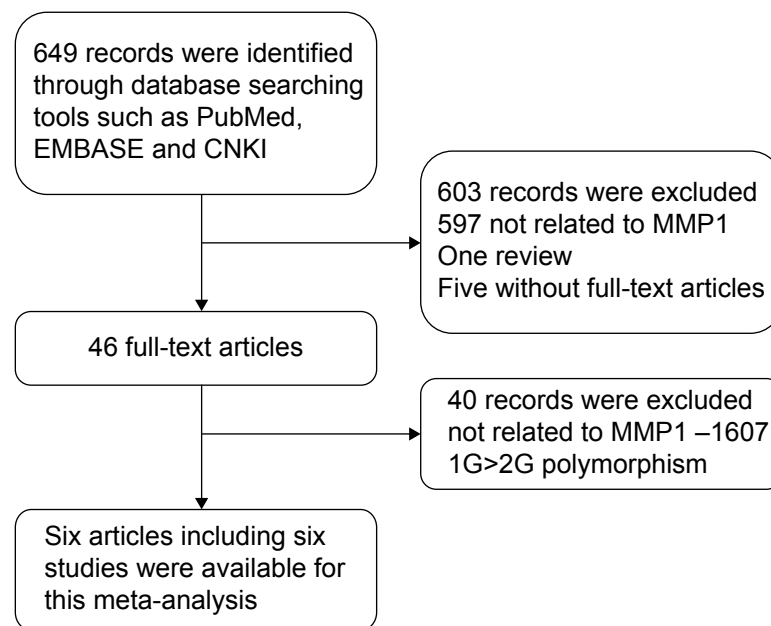 649 records were identified
through database searching
tools such as PubMed,
EMBASE and CNKI
603 records were excluded
597 not related to MMP1
One review
Five without full-text articles
46 full-text articles
40 records were excluded
not related to MMP1 –1607
1G>2G polymorphism
Six articles including six
studies were available for
this meta-analysis